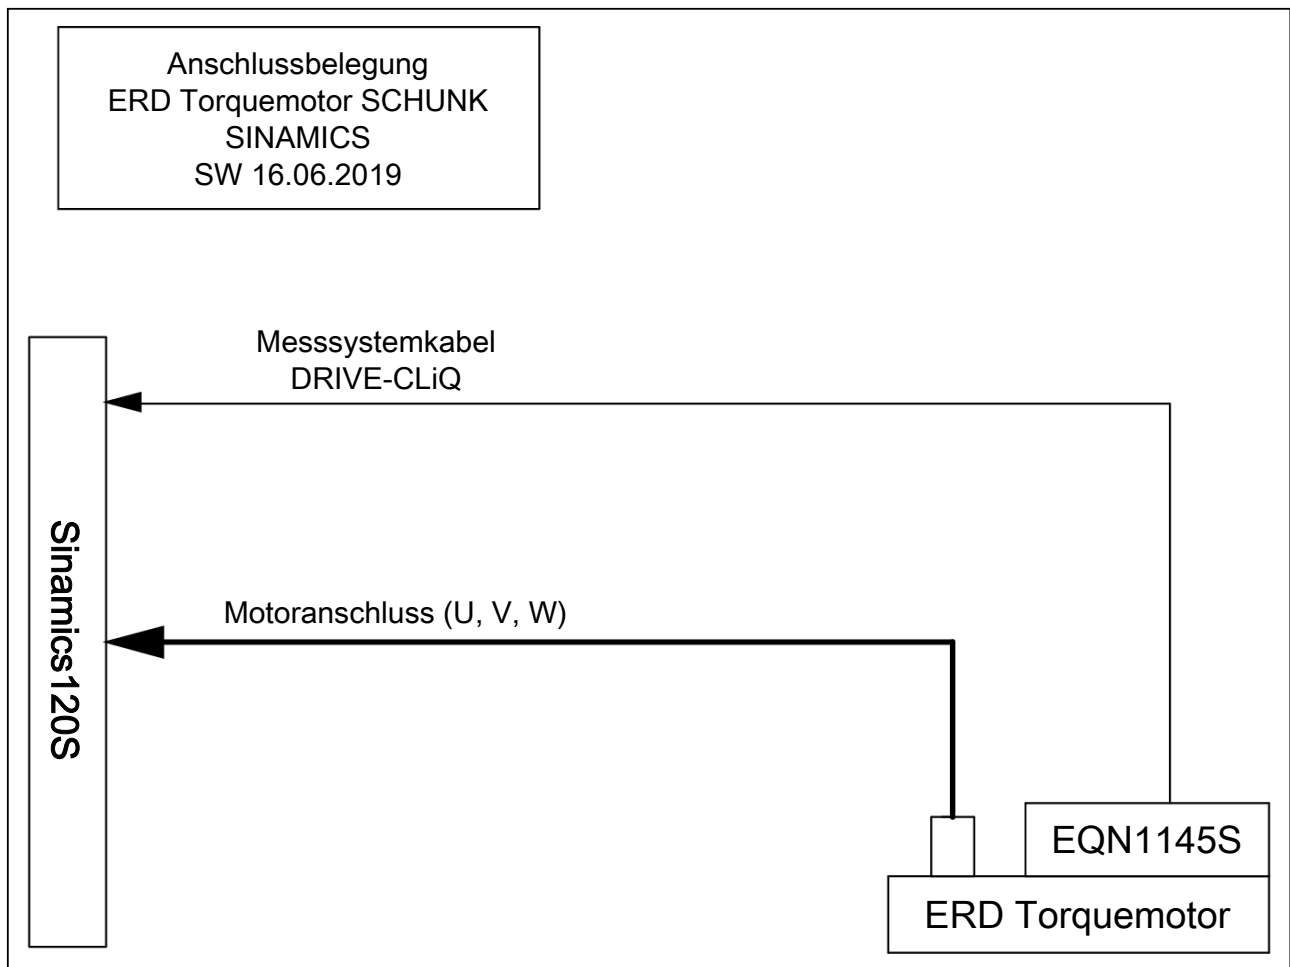 Anschlussbelegung
ERD Torquemotor SCHUNK
SINAMICS
SW 16.06.2019
Messsystemkabel
DRIVE-CLiQ
Sinamics120S
Motoranschluss (U, V, W)
EQN1145S
ERD Torquemotor